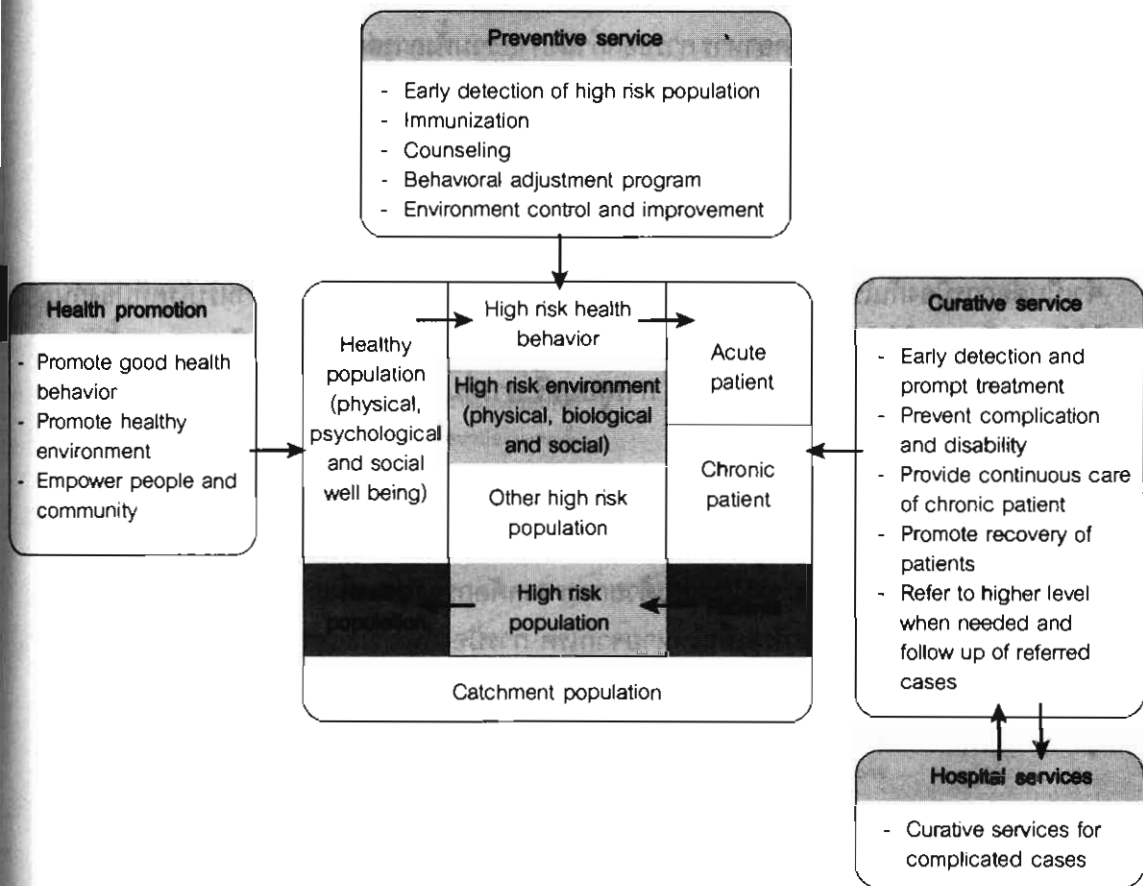 Preventive service
- Early detection of high risk population
- Immunization
- Counseling
- Behavioral adjustment program
- Environment control and improvement
Health promotion
- Promote good health
behavior
- Promote healthy
environment
- Empower people and
community
Healthy
population
(physical,
psychological
and social
well being)
High risk health
behavior
High risk environment
(physical, biological
and social)
Other high risk
population
Acute
patient
Chronic
patient
population
High risk
population
Catchment population
Curative service
- Early detection and
prompt treatment
- Prevent complication
and disability
- Provide continuous care
of chronic patient
- Promote recovery of
patients
- Refer to higher level
when needed and
follow up of referred
cases
Hospital services
- Curative services for
complicated cases